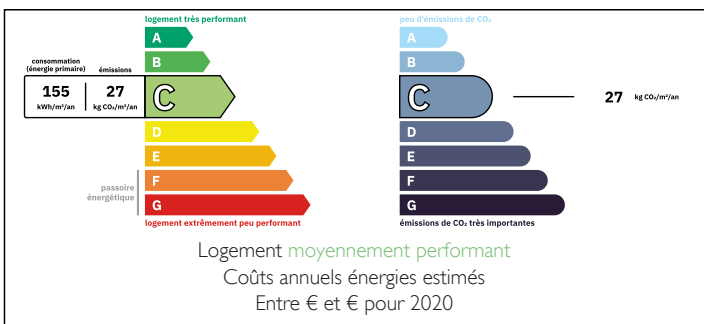 logement très performant
A
B
consommation
(énergie primaire)
émissions
155
kWh/m²/an
27
kg CO₂/m²/an
C
D
E
F
G
passoire
énergétique
logement extrêmement peu performant
peu d'émissions de CO₂
A
B
C
27 kg CO₂/m²/an
D
E
F
G
émissions de CO₂ très importantes
Logement moyennement performant
Coûts annuels énergies estimés
Entre € et € pour 2020